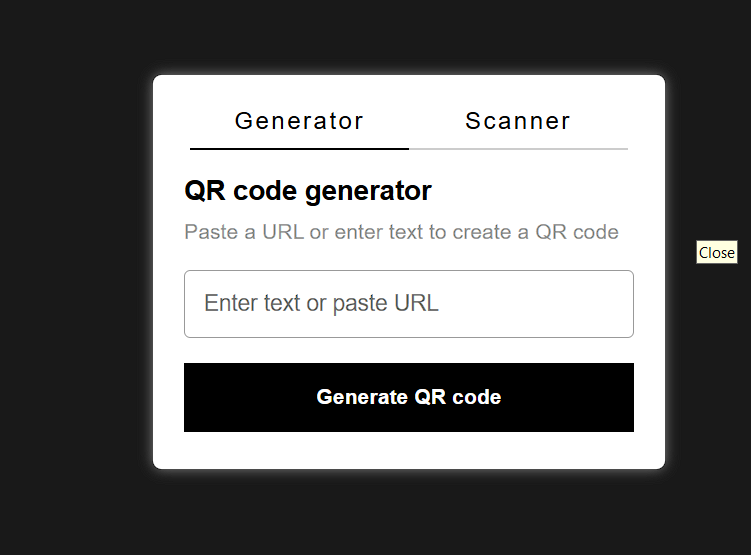 Generator Scanner
QR code generator
Paste a URL or enter text to create a QR code
Close
Enter text or paste URL
Generate QR code